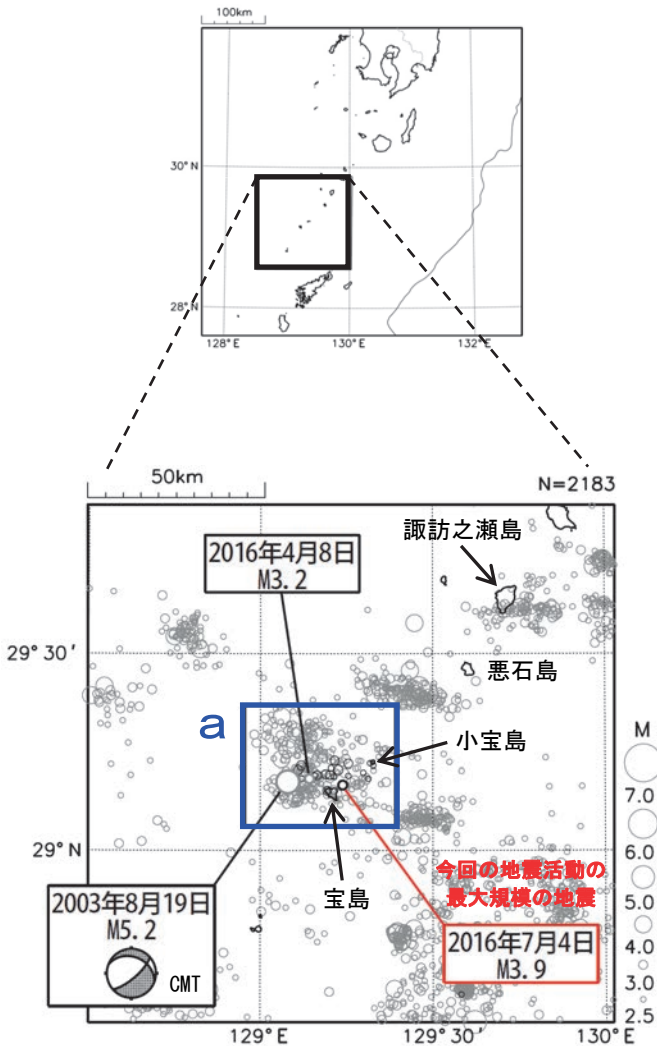 100km
30°N
28°N
128°E
130°E
132°E
50km
N=2183
諏訪之瀬島
2016年4月8日
M3.2
29°30′
悪石島
a
小宝島
M
7.0
6.0
5.0
4.0
3.0
2.5
29°N
宝島
今回の地震活動の
最大規模の地震
2003年8月19日
M5.2
CMT
2016年7月4日
M3.9
129°E
129°30′
130°E